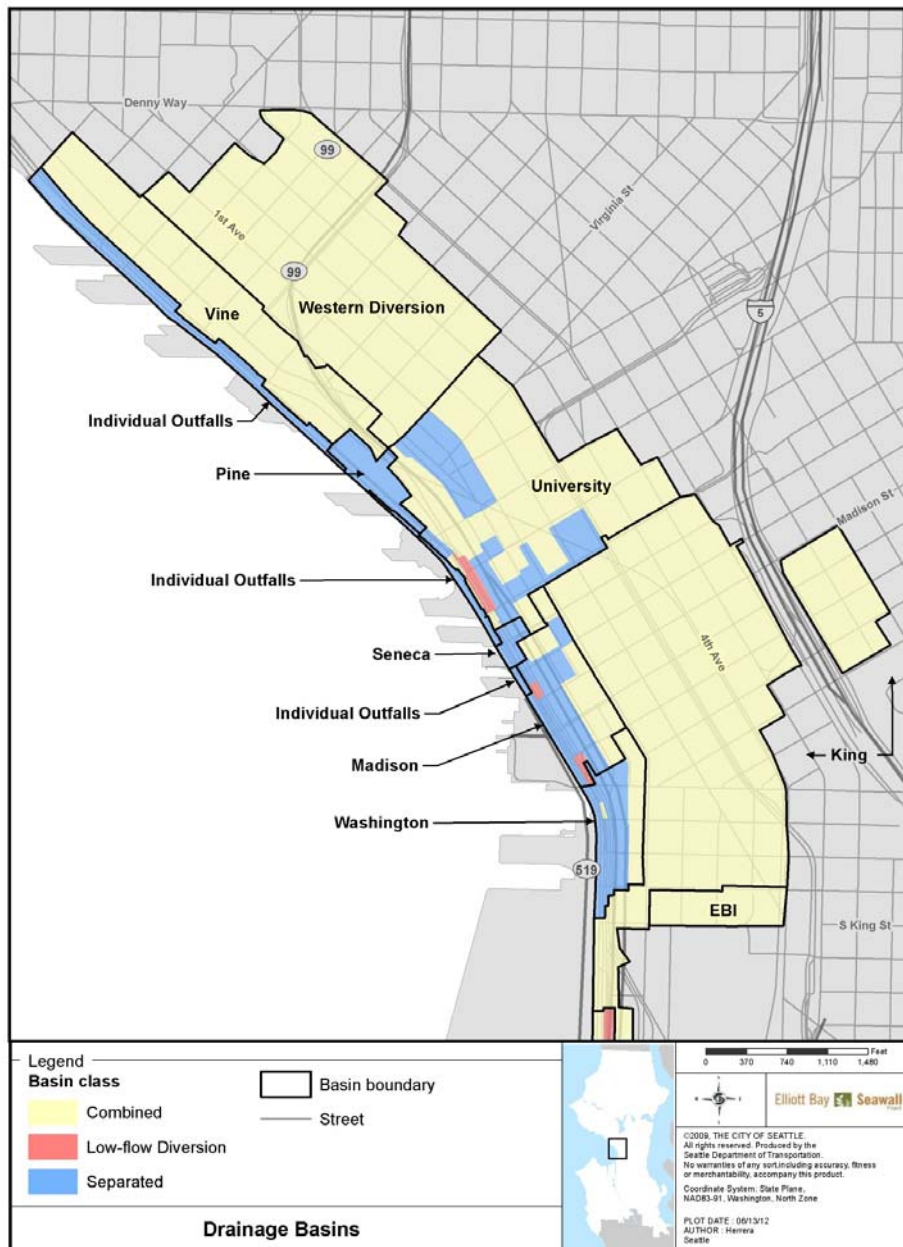 Denny Way
99
1st Ave
Virginia St
99
5
Vine
Western Diversion
Individual Outfalls
Pine
University
Madison St
Individual Outfalls
Seneca
4th Ave
Individual Outfalls
Madison
King
Washington
519
EBI
S King St
Legend
Basin class
Combined
Low-flow Diversion
Separated
Basin boundary
Street
Drainage Basins
Feet
0 370 740 1,110 1,480
Elliott Bay Seawall
Project
©2009, THE CITY OF SEATTLE.
All rights reserved. Produced by the
Seattle Department of Transportation.
No warranties of any sort,including accuracy, fitness
or merchantability, accompany this product.
Coordinate System: State Plane,
NAD83-91, Washington, North Zone
PLOT DATE : 06/13/12
AUTHOR : Herrera
Seattle